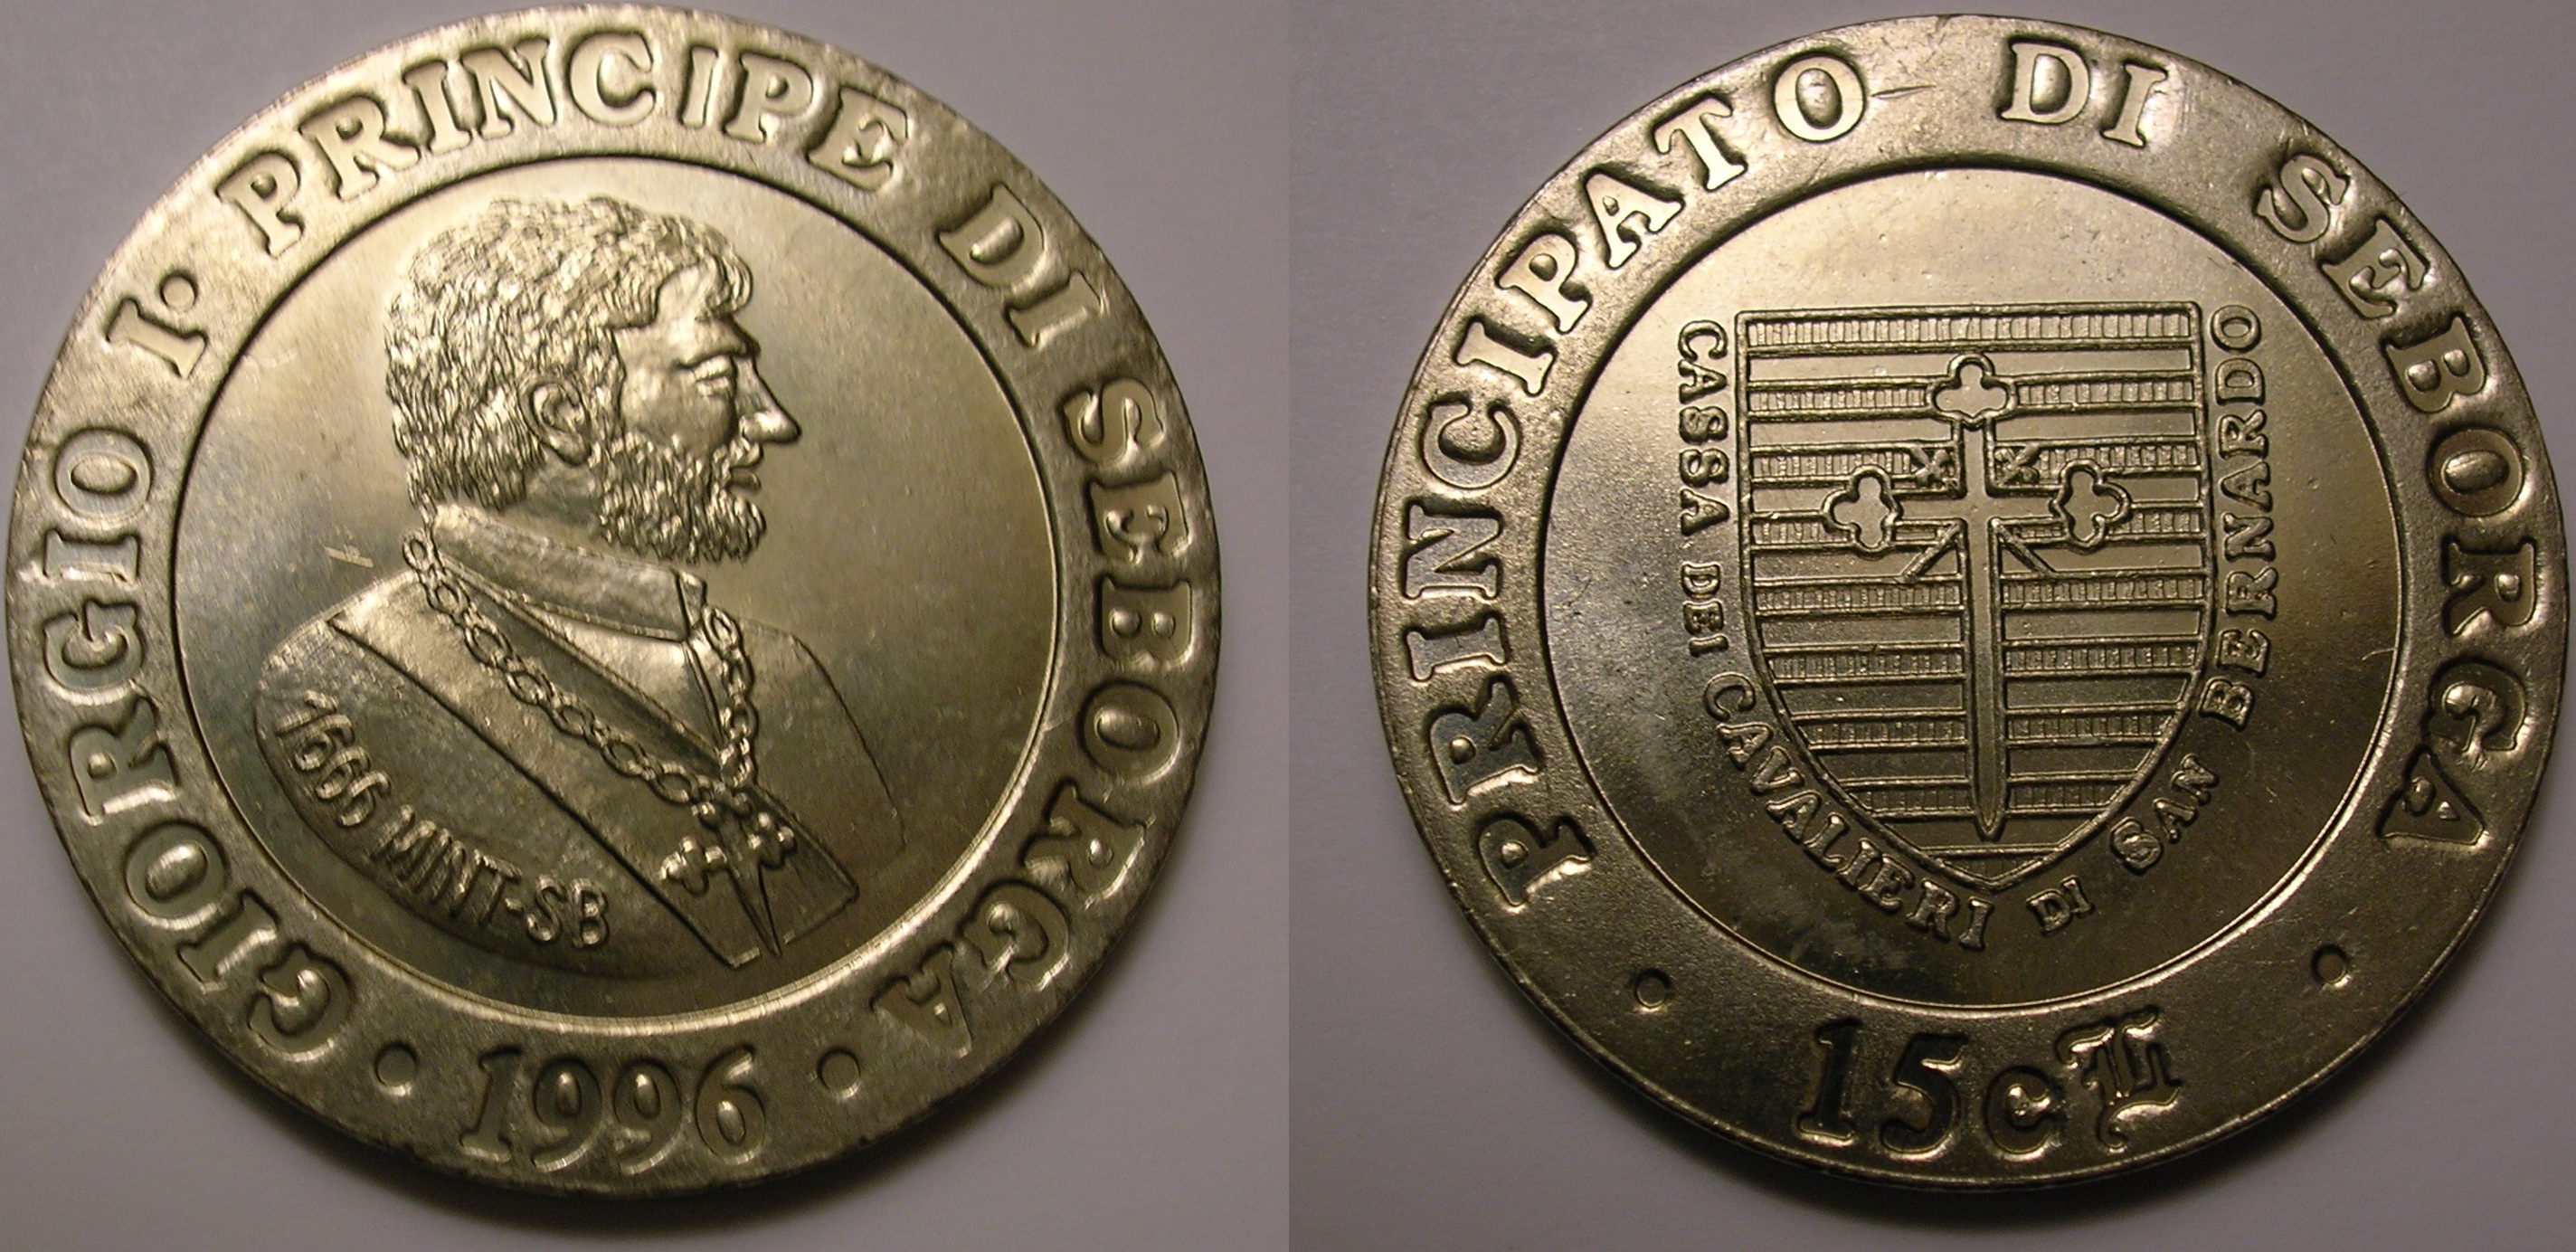 GIORGIO I· PRINCIPE DI SEBORGA
· 1996 ·
1666 MINT-SB
PRINCIPATO DI SEBORGA
· 15cL ·
CASSA DEI CAVALIERI DI SAN BERNARDO